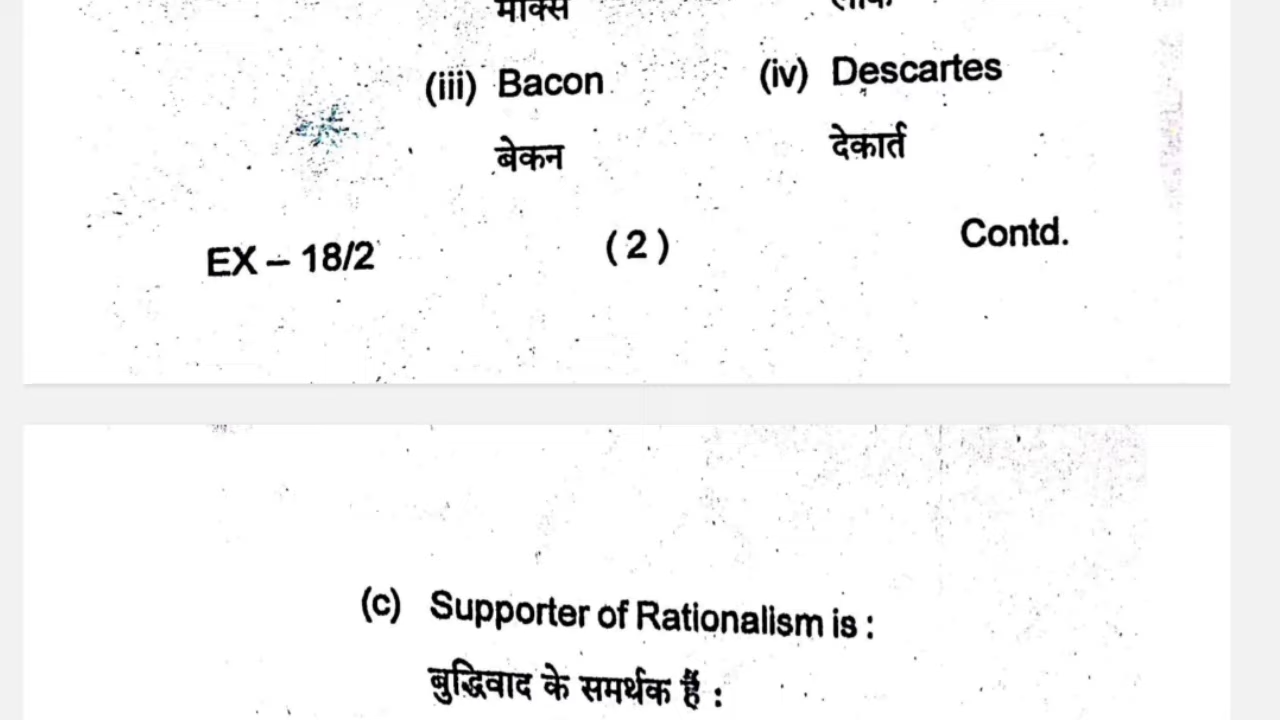 मार्क्स लॉक
(iii) Bacon (iv) Descartes
बेकन देकार्त
EX – 18/2 (2) Contd.
(c) Supporter of Rationalism is :
बुद्धिवाद के समर्थक हैं :